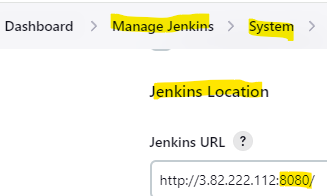 Dashboard > Manage Jenkins > System >
Jenkins Location
Jenkins URL ?
http://3.82.222.112:8080/